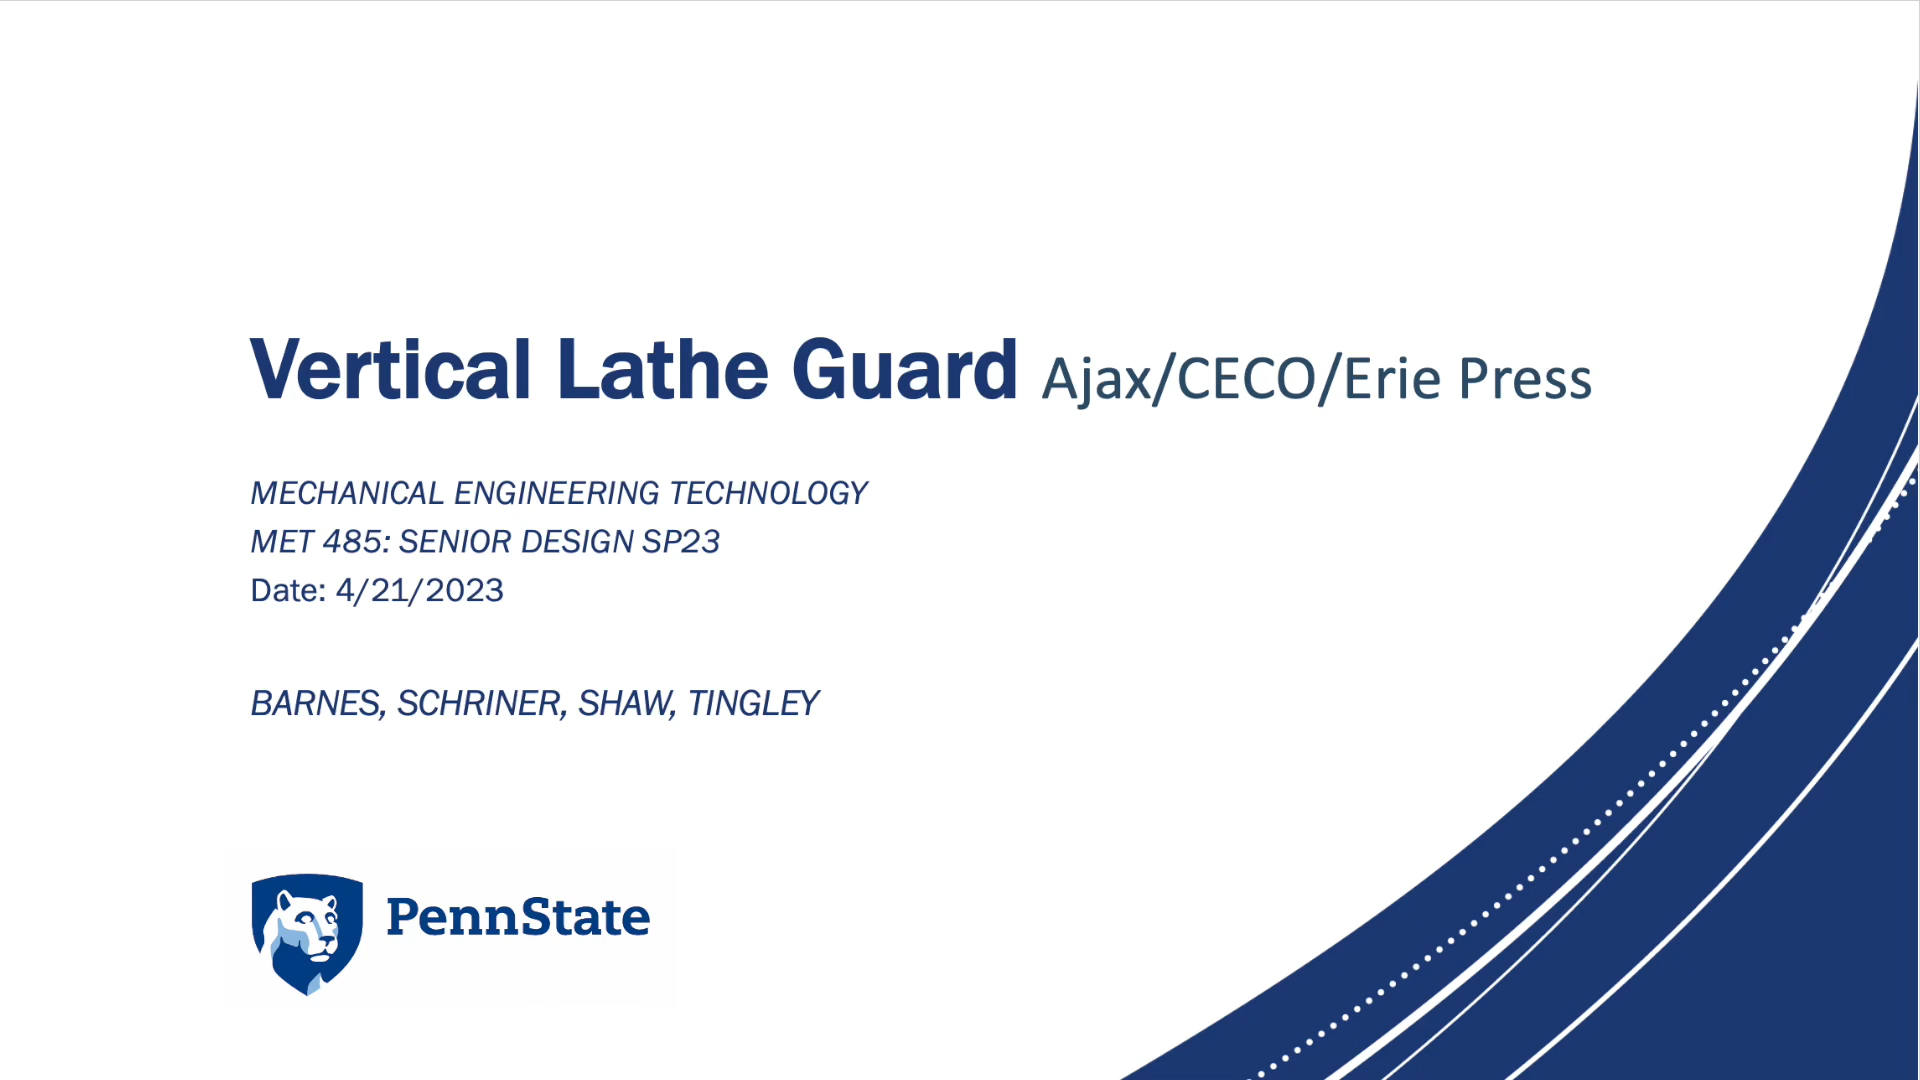 Vertical Lathe Guard Ajax/CECO/Erie Press
MECHANICAL ENGINEERING TECHNOLOGY
MET 485: SENIOR DESIGN SP23
Date: 4/21/2023
BARNES, SCHRINER, SHAW, TINGLEY
PennState